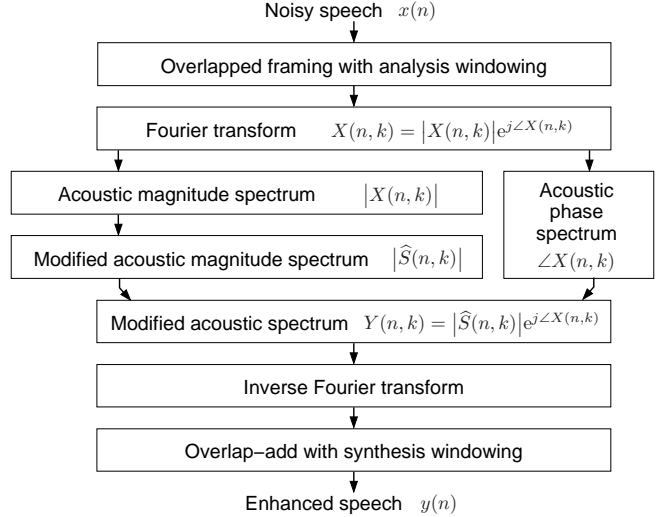 Noisy speech x(n)
Overlapped framing with analysis windowing
Fourier transform X(n, k) = |X(n, k)|e^{j∠X(n,k)}
Acoustic magnitude spectrum |X(n, k)|
Acoustic
phase
spectrum
∠X(n, k)
Modified acoustic magnitude spectrum |Ŝ(n, k)|
Modified acoustic spectrum Y(n, k) = |Ŝ(n, k)|e^{j∠X(n,k)}
Inverse Fourier transform
Overlap−add with synthesis windowing
Enhanced speech y(n)